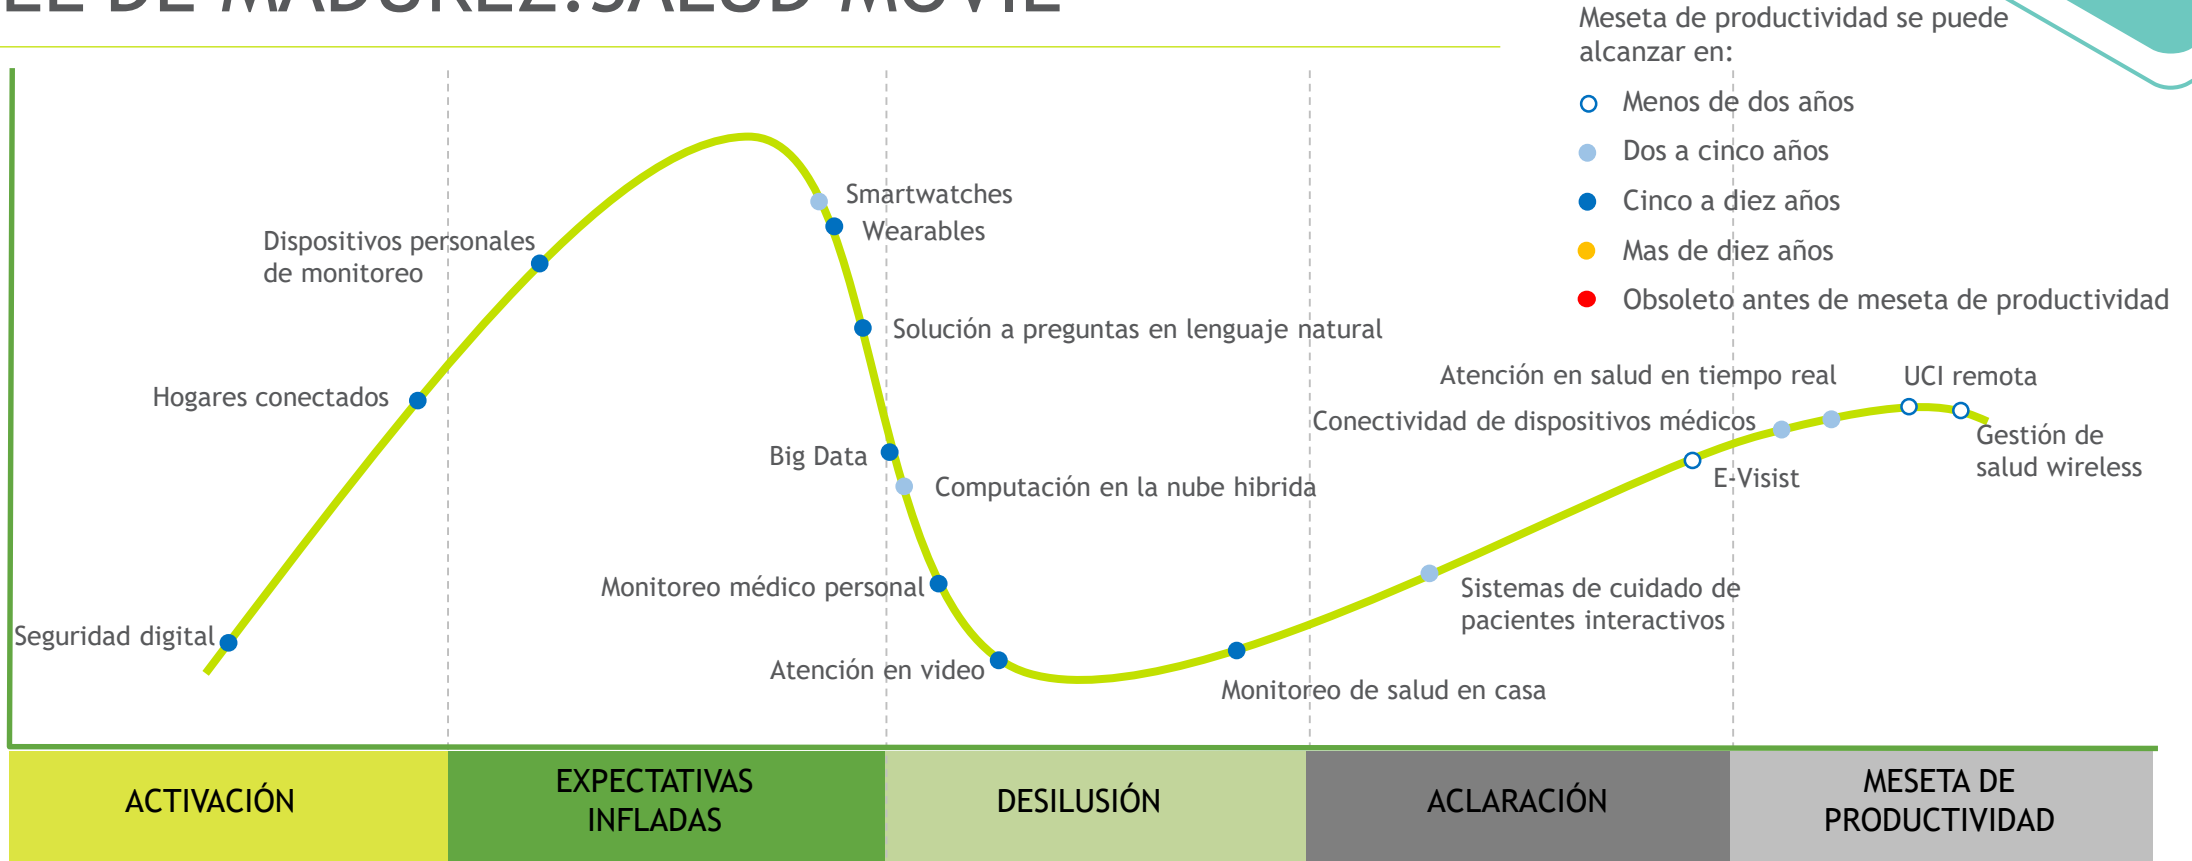 DE MADUREZ:SALUD MÓVIL
Meseta de productividad se puede
alcanzar en:
Menos de dos años
Dos a cinco años
Cinco a diez años
Mas de diez años
Obsoleto antes de meseta de productividad
Smartwatches
Wearables
Dispositivos personales
de monitoreo
Solución a preguntas en lenguaje natural
Hogares conectados
Atención en salud en tiempo real
UCI remota
Conectividad de dispositivos médicos
Gestión de
salud wireless
Big Data
E-Visist
Computación en la nube hibrida
Monitoreo médico personal
Sistemas de cuidado de
pacientes interactivos
Seguridad digital
Atención en video
Monitoreo de salud en casa
ACTIVACIÓN
EXPECTATIVAS
INFLADAS
DESILUSIÓN
ACLARACIÓN
MESETA DE
PRODUCTIVIDAD